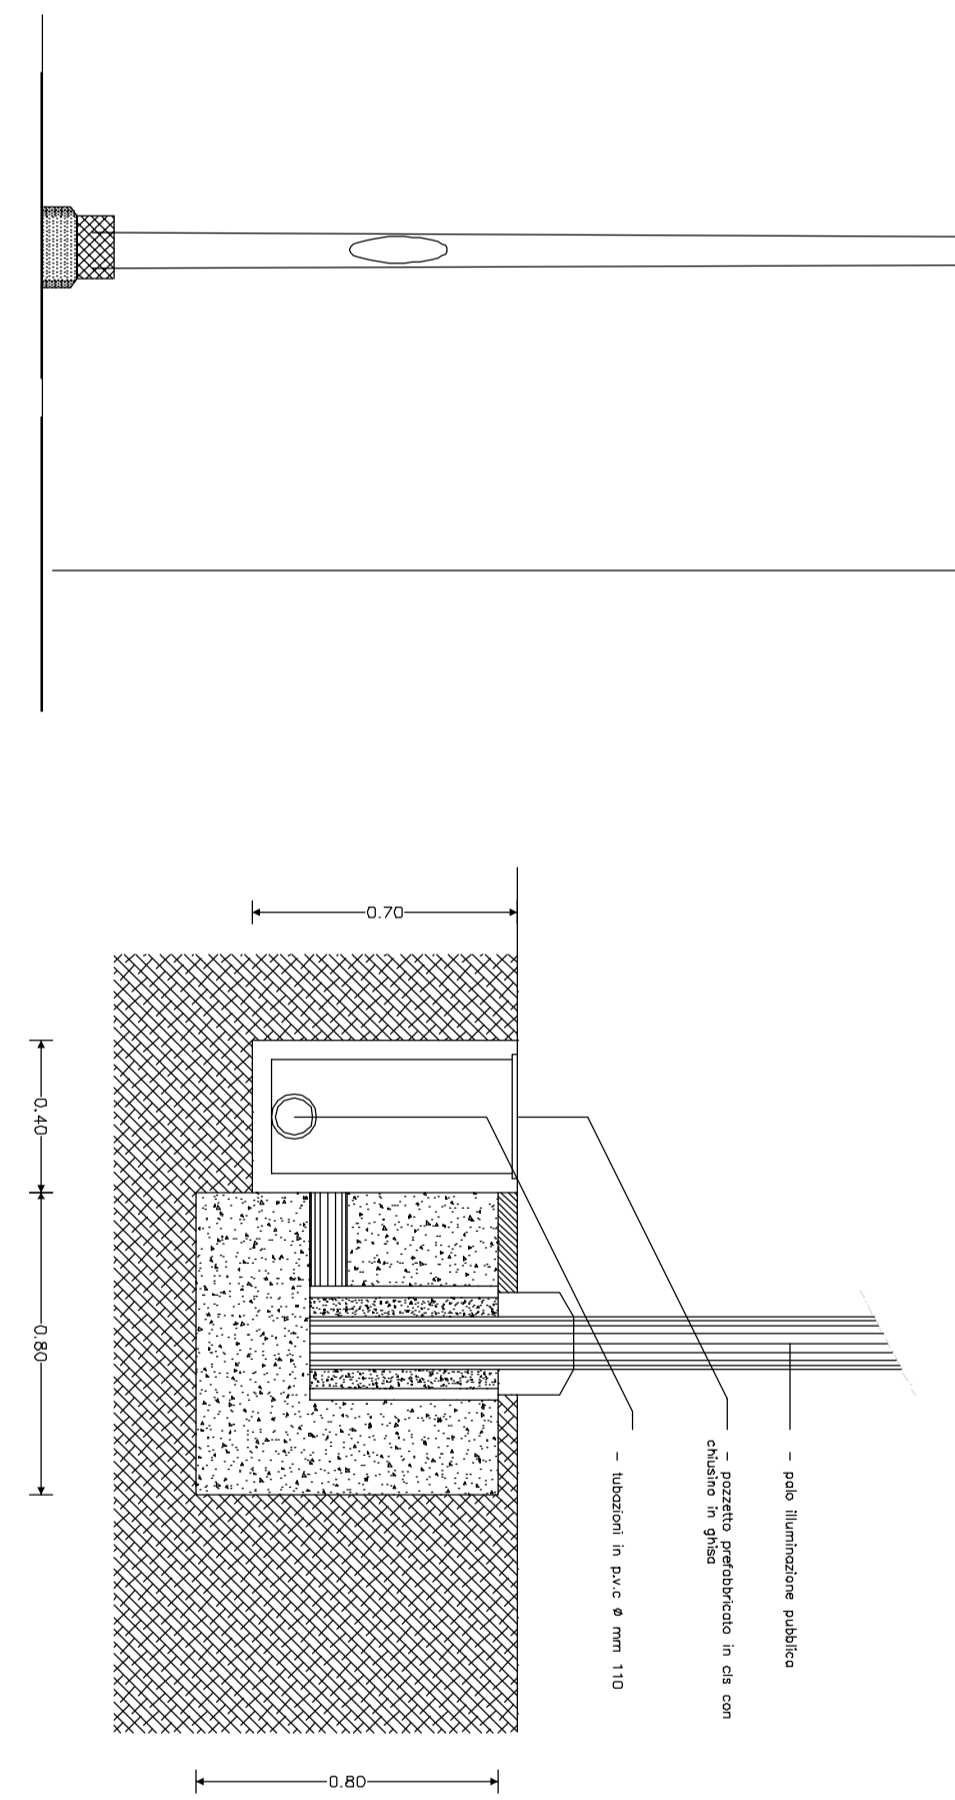 – palo illuminazione pubblica
– pozzetto prefabbricato in cls con
chiusino in ghisa
– tubazioni in p.v.c ø mm 110
0.70
0.40
0.80
0.80